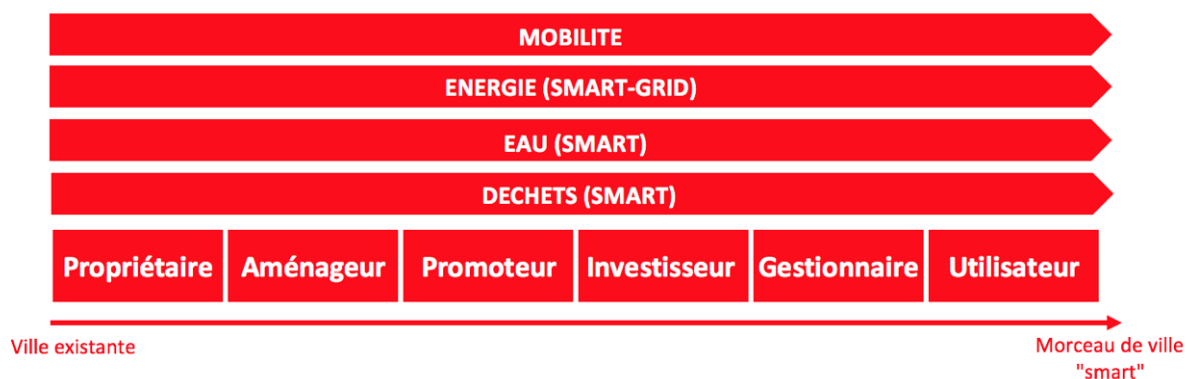 MOBILITE
ENERGIE (SMART-GRID)
EAU (SMART)
DECHETS (SMART)
Propriétaire Aménageur Promoteur Investisseur Gestionnaire Utilisateur
Ville existante
Morceau de ville
"smart"